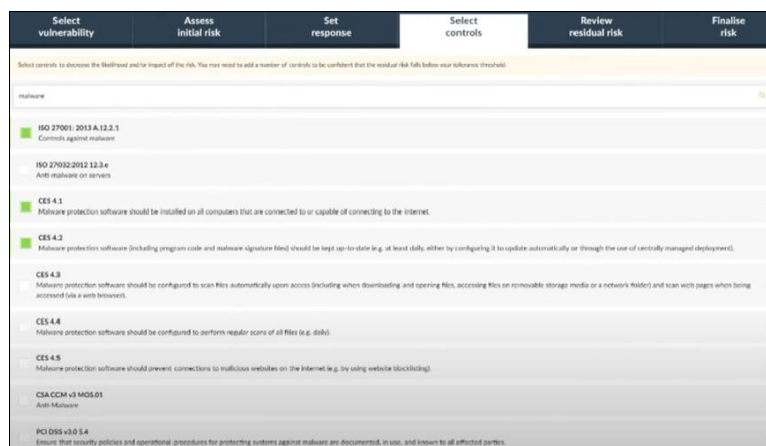 Select vulnerability
Assess initial risk
Set response
Select controls
Review residual risk
Finalise risk
Select controls to decrease the likelihood and/or impact of the risk. You may need to add a number of controls to be confident that the residual risk falls below your tolerance threshold.
malware
ISO 27001: 2013 A.12.2.1
Controls against malware
ISO 27032:2012 12.3.e
Anti-malware on servers
CES 4.1
Malware protection software should be installed on all computers that are connected to or capable of connecting to the internet.
CES 4.2
Malware protection software (including program code and malware signature files) should be kept up-to-date (e.g. at least daily, either by configuring it to update automatically or through the use of centrally managed deployment).
CES 4.3
Malware protection software should be configured to scan files automatically upon access (including when downloading and opening files, accessing files on removable storage media or a network folder) and scan web pages when being
accessed (via a web browser).
CES 4.4
Malware protection software should be configured to perform regular scans of all files (e.g. daily).
CES 4.5
Malware protection software should prevent connections to malicious websites on the internet (e.g. by using website blocklisting).
CSA CCM v3 MOS.01
Anti-Malware
PCI DSS v3.0 5.4
Ensure that security policies and operational procedures for protecting systems against malware are documented, in use, and known to all affected parties.